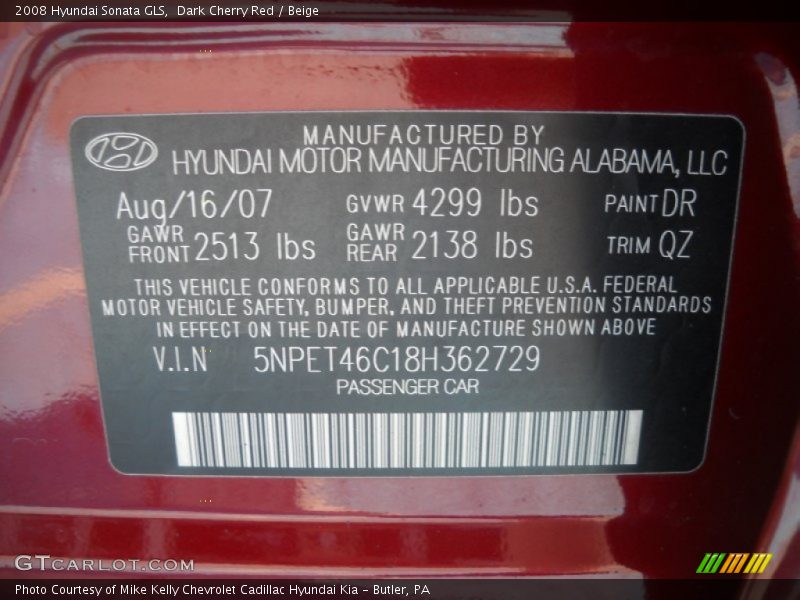 2008 Hyundai Sonata GLS, Dark Cherry Red / Beige
MANUFACTURED BY
HYUNDAI MOTOR MANUFACTURING ALABAMA, LLC
Aug/16/07 GVWR 4299 lbs PAINT DR
GAWR FRONT 2513 lbs GAWR REAR 2138 lbs TRIM QZ
THIS VEHICLE CONFORMS TO ALL APPLICABLE U.S.A. FEDERAL
MOTOR VEHICLE SAFETY, BUMPER, AND THEFT PREVENTION STANDARDS
IN EFFECT ON THE DATE OF MANUFACTURE SHOWN ABOVE
V.I.N 5NPET46C18H362729
PASSENGER CAR
GTCARLOT.COM
Photo Courtesy of Mike Kelly Chevrolet Cadillac Hyundai Kia - Butler, PA